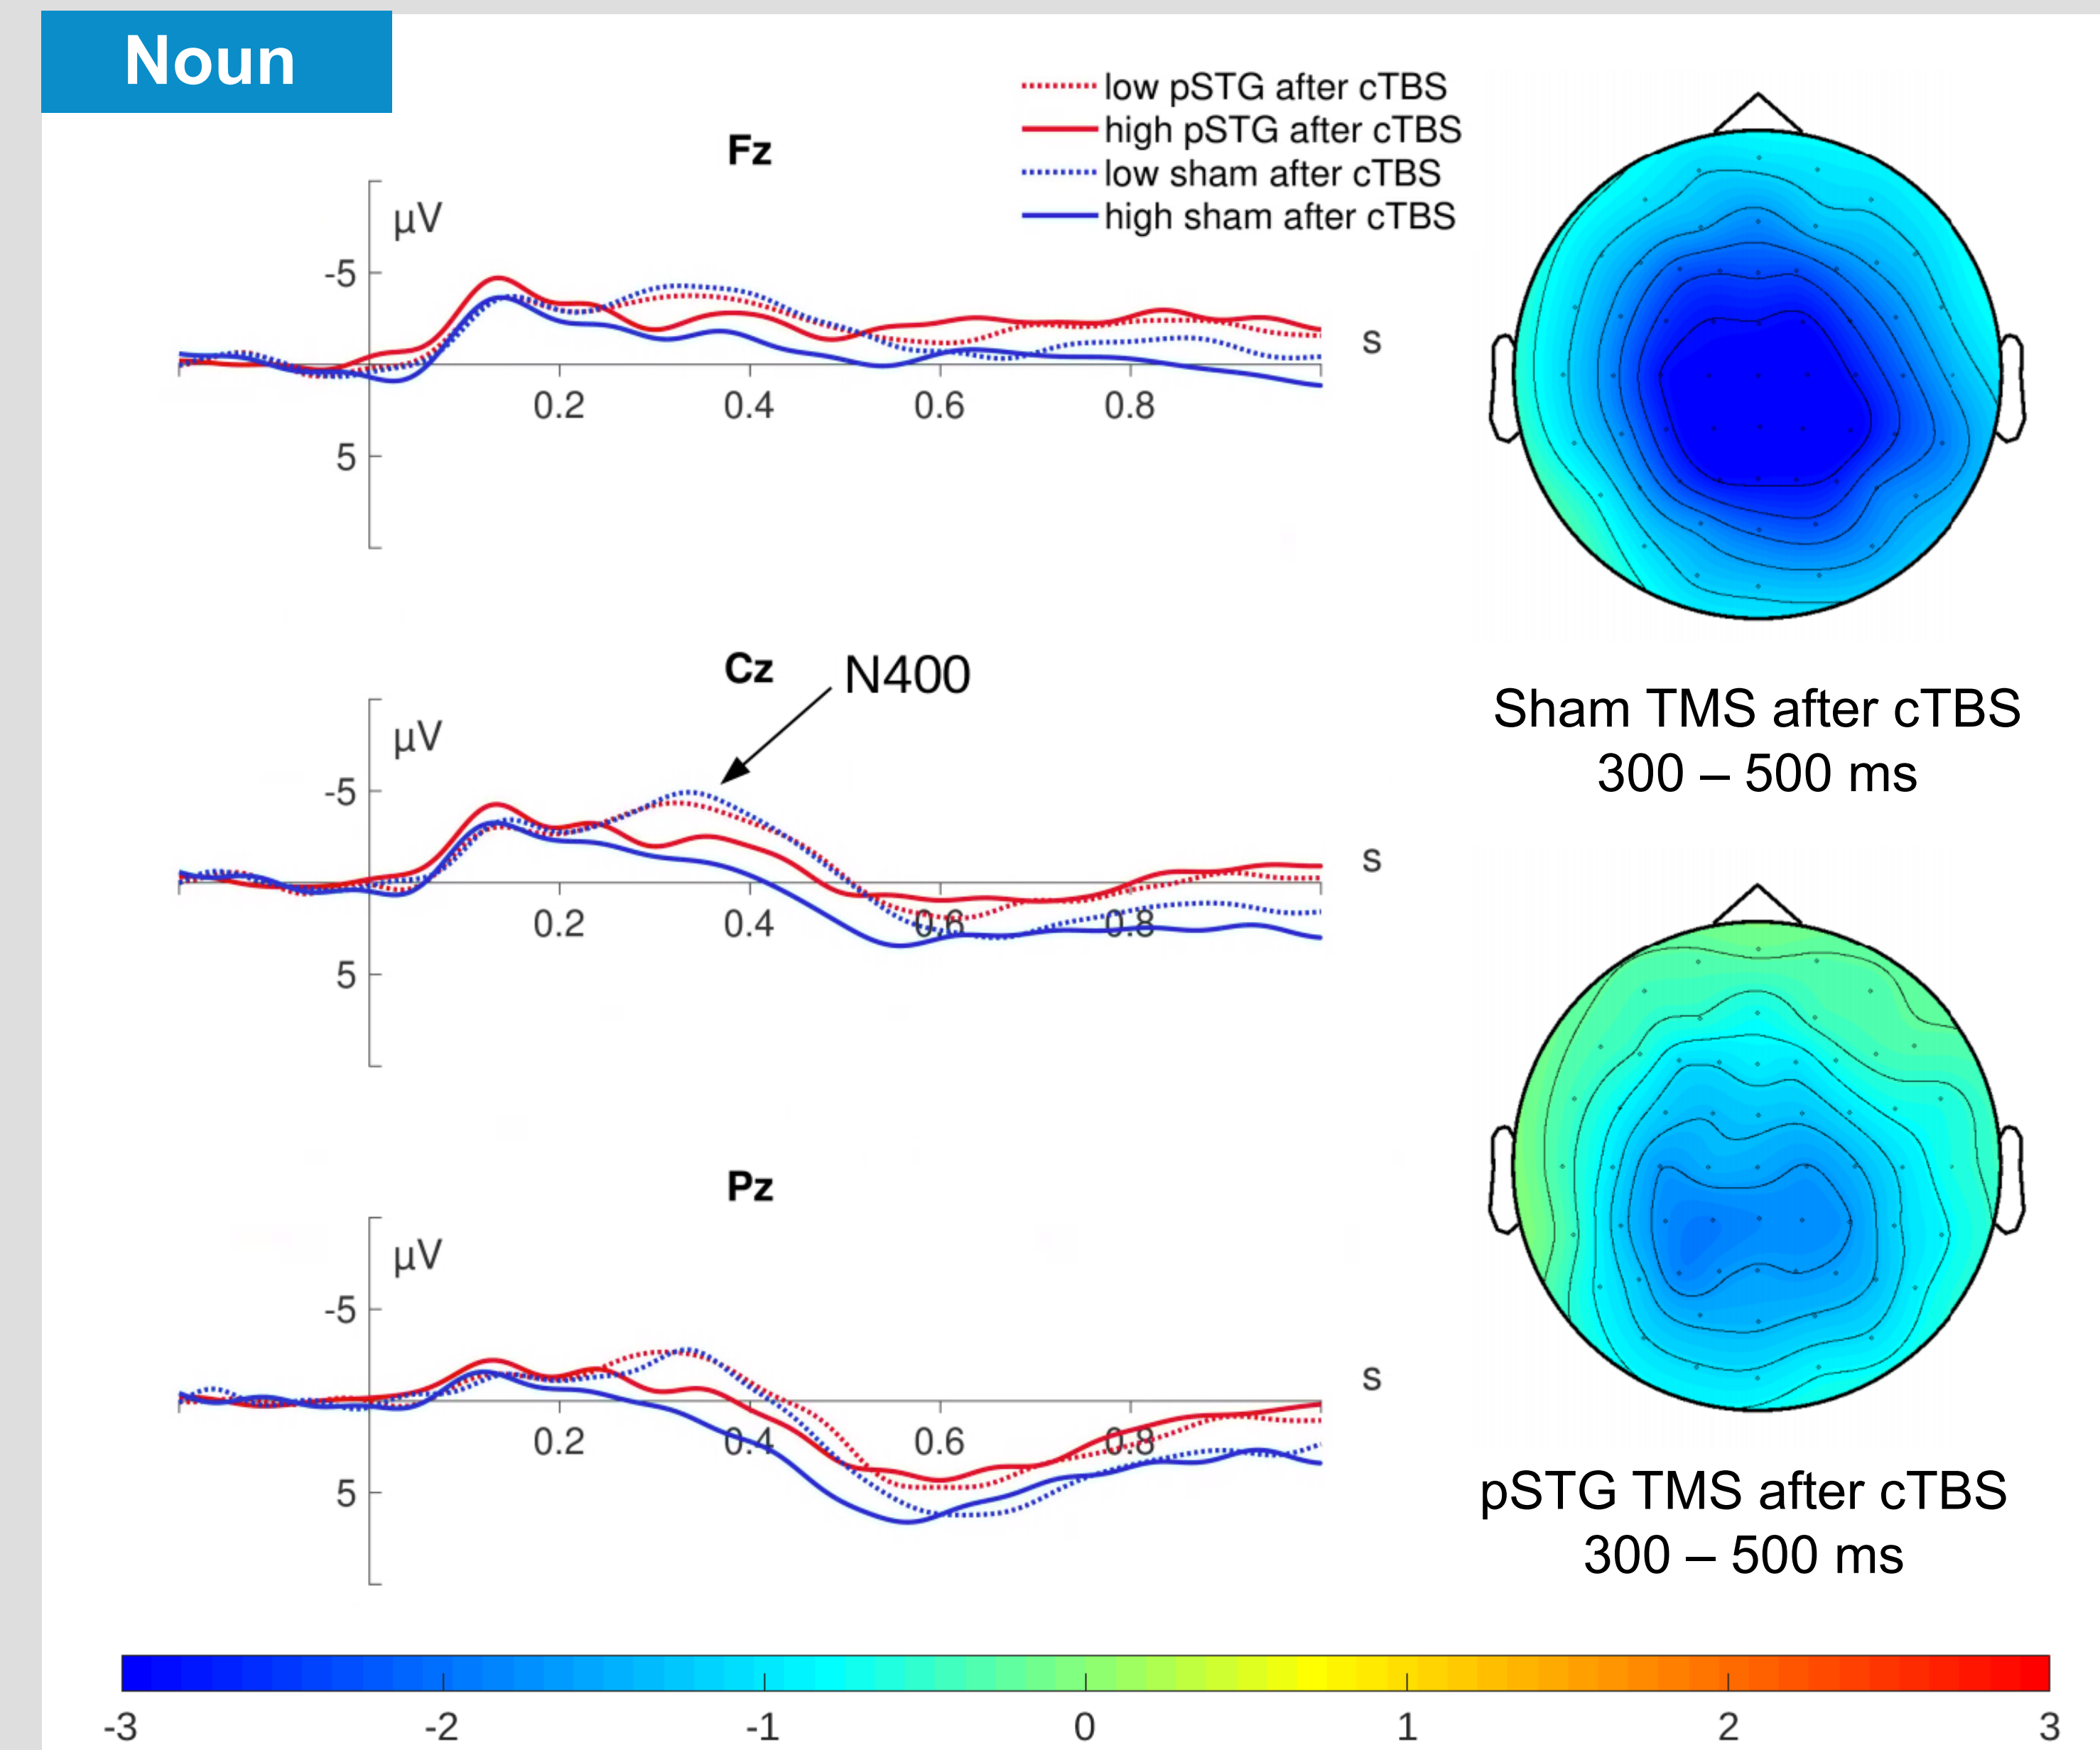 Noun
low pSTG after cTBS
high pSTG after cTBS
low sham after cTBS
high sham after cTBS
Fz
µV
-5
5
0.2 0.4 0.6 0.8
s
Cz
N400
µV
-5
5
0.2 0.4 0.6 0.8
s
Sham TMS after cTBS
300 – 500 ms
Pz
µV
-5
5
0.2 0.4 0.6 0.8
s
pSTG TMS after cTBS
300 – 500 ms
-3 -2 -1 0 1 2 3